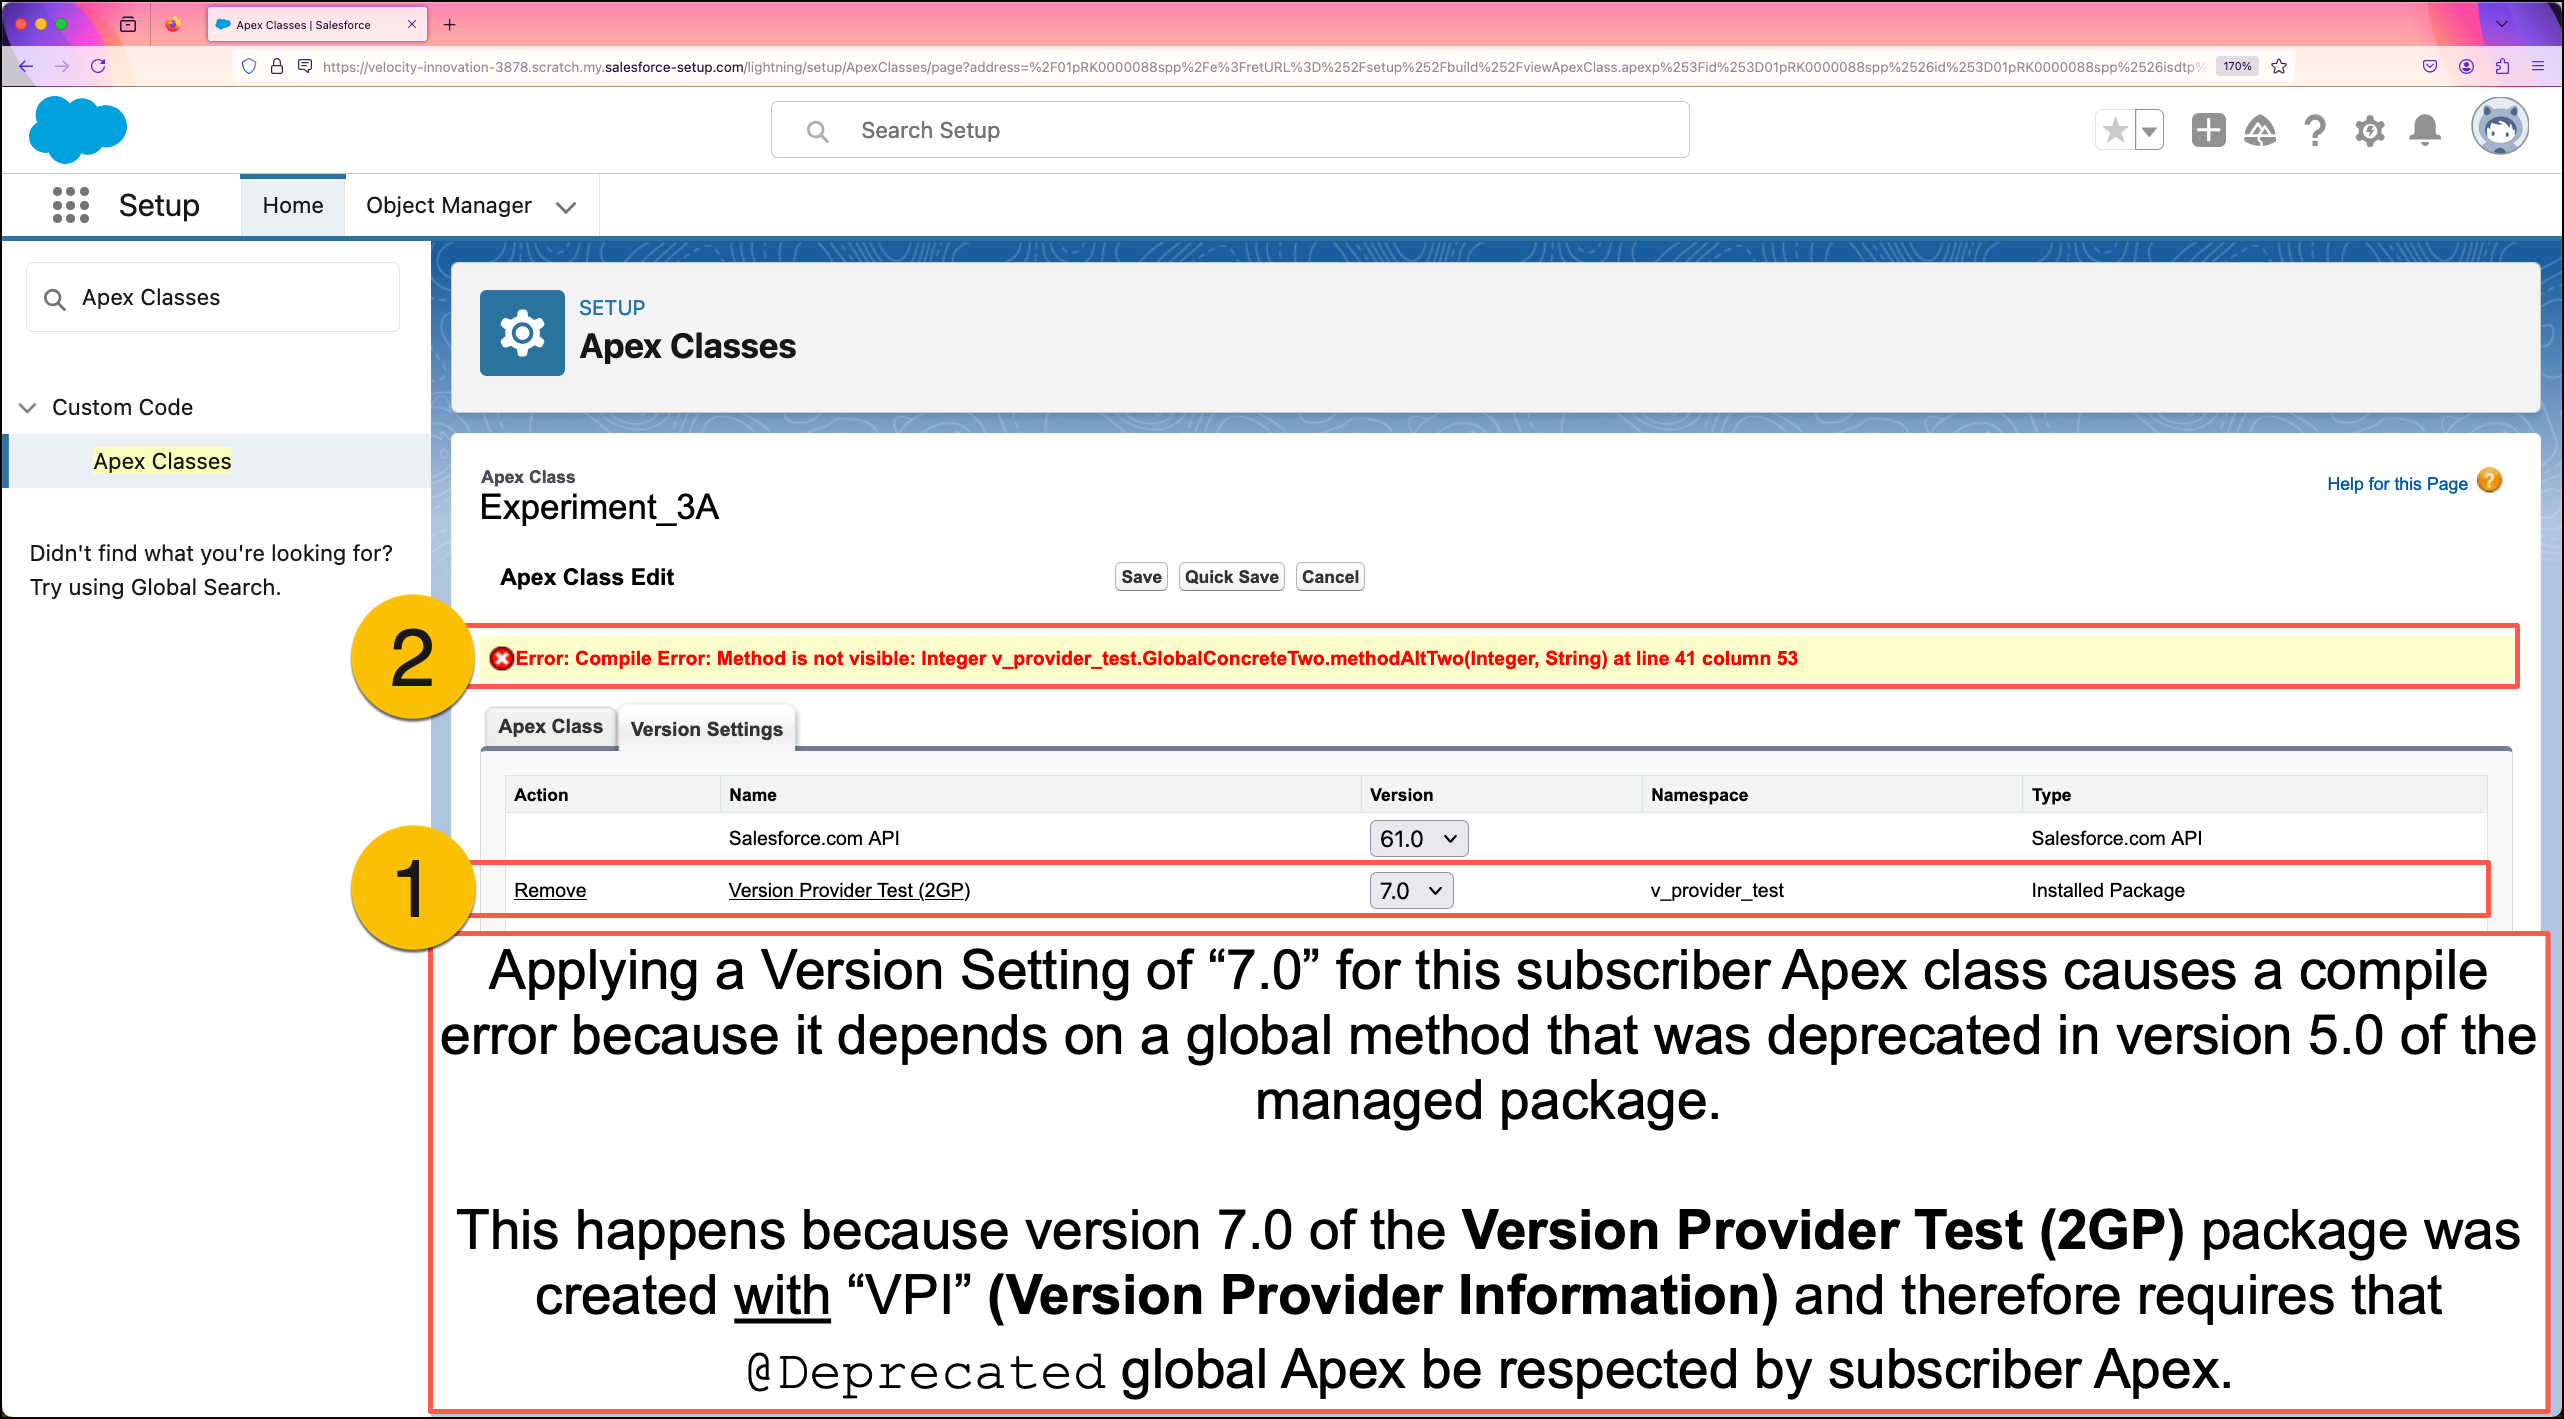 Apex Classes | Salesforce
https://velocity-innovation-3878.scratch.my.salesforce-setup.com/lightning/setup/ApexClasses/page?address=%2F01pRK0000088spp%2Fe%3FretURL%3D%252Fsetup%252Fbuild%252FviewApexClass.apexp%253Fid%253D01pRK0000088spp%2526id%253D01pRK0000088spp%2526isdtp%
170%
Search Setup
Setup
Home
Object Manager
Apex Classes
Custom Code
Apex Classes
Didn't find what you're looking for?
Try using Global Search.
SETUP
Apex Classes
Apex Class
Experiment_3A
Help for this Page
Apex Class Edit
Save Quick Save Cancel
2
Error: Compile Error: Method is not visible: Integer v_provider_test.GlobalConcreteTwo.methodAltTwo(Integer, String) at line 41 column 53
Apex Class Version Settings
Action Name Version Namespace Type
Salesforce.com API 61.0 Salesforce.com API
1
Remove Version Provider Test (2GP) 7.0 v_provider_test Installed Package
Applying a Version Setting of “7.0” for this subscriber Apex class causes a compile
error because it depends on a global method that was deprecated in version 5.0 of the
managed package.
This happens because version 7.0 of the Version Provider Test (2GP) package was
created with “VPI” (Version Provider Information) and therefore requires that
@Deprecated global Apex be respected by subscriber Apex.